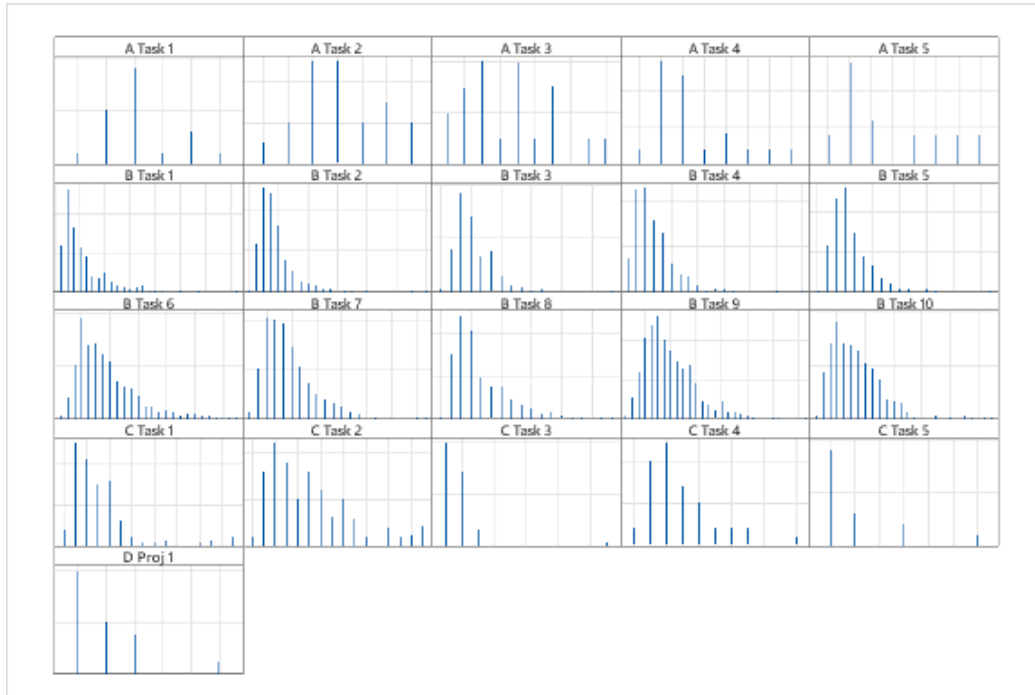 A Task 1 A Task 2 A Task 3 A Task 4 A Task 5
B Task 1 B Task 2 B Task 3 B Task 4 B Task 5
B Task 6 B Task 7 B Task 8 B Task 9 B Task 10
C Task 1 C Task 2 C Task 3 C Task 4 C Task 5
D Proj 1